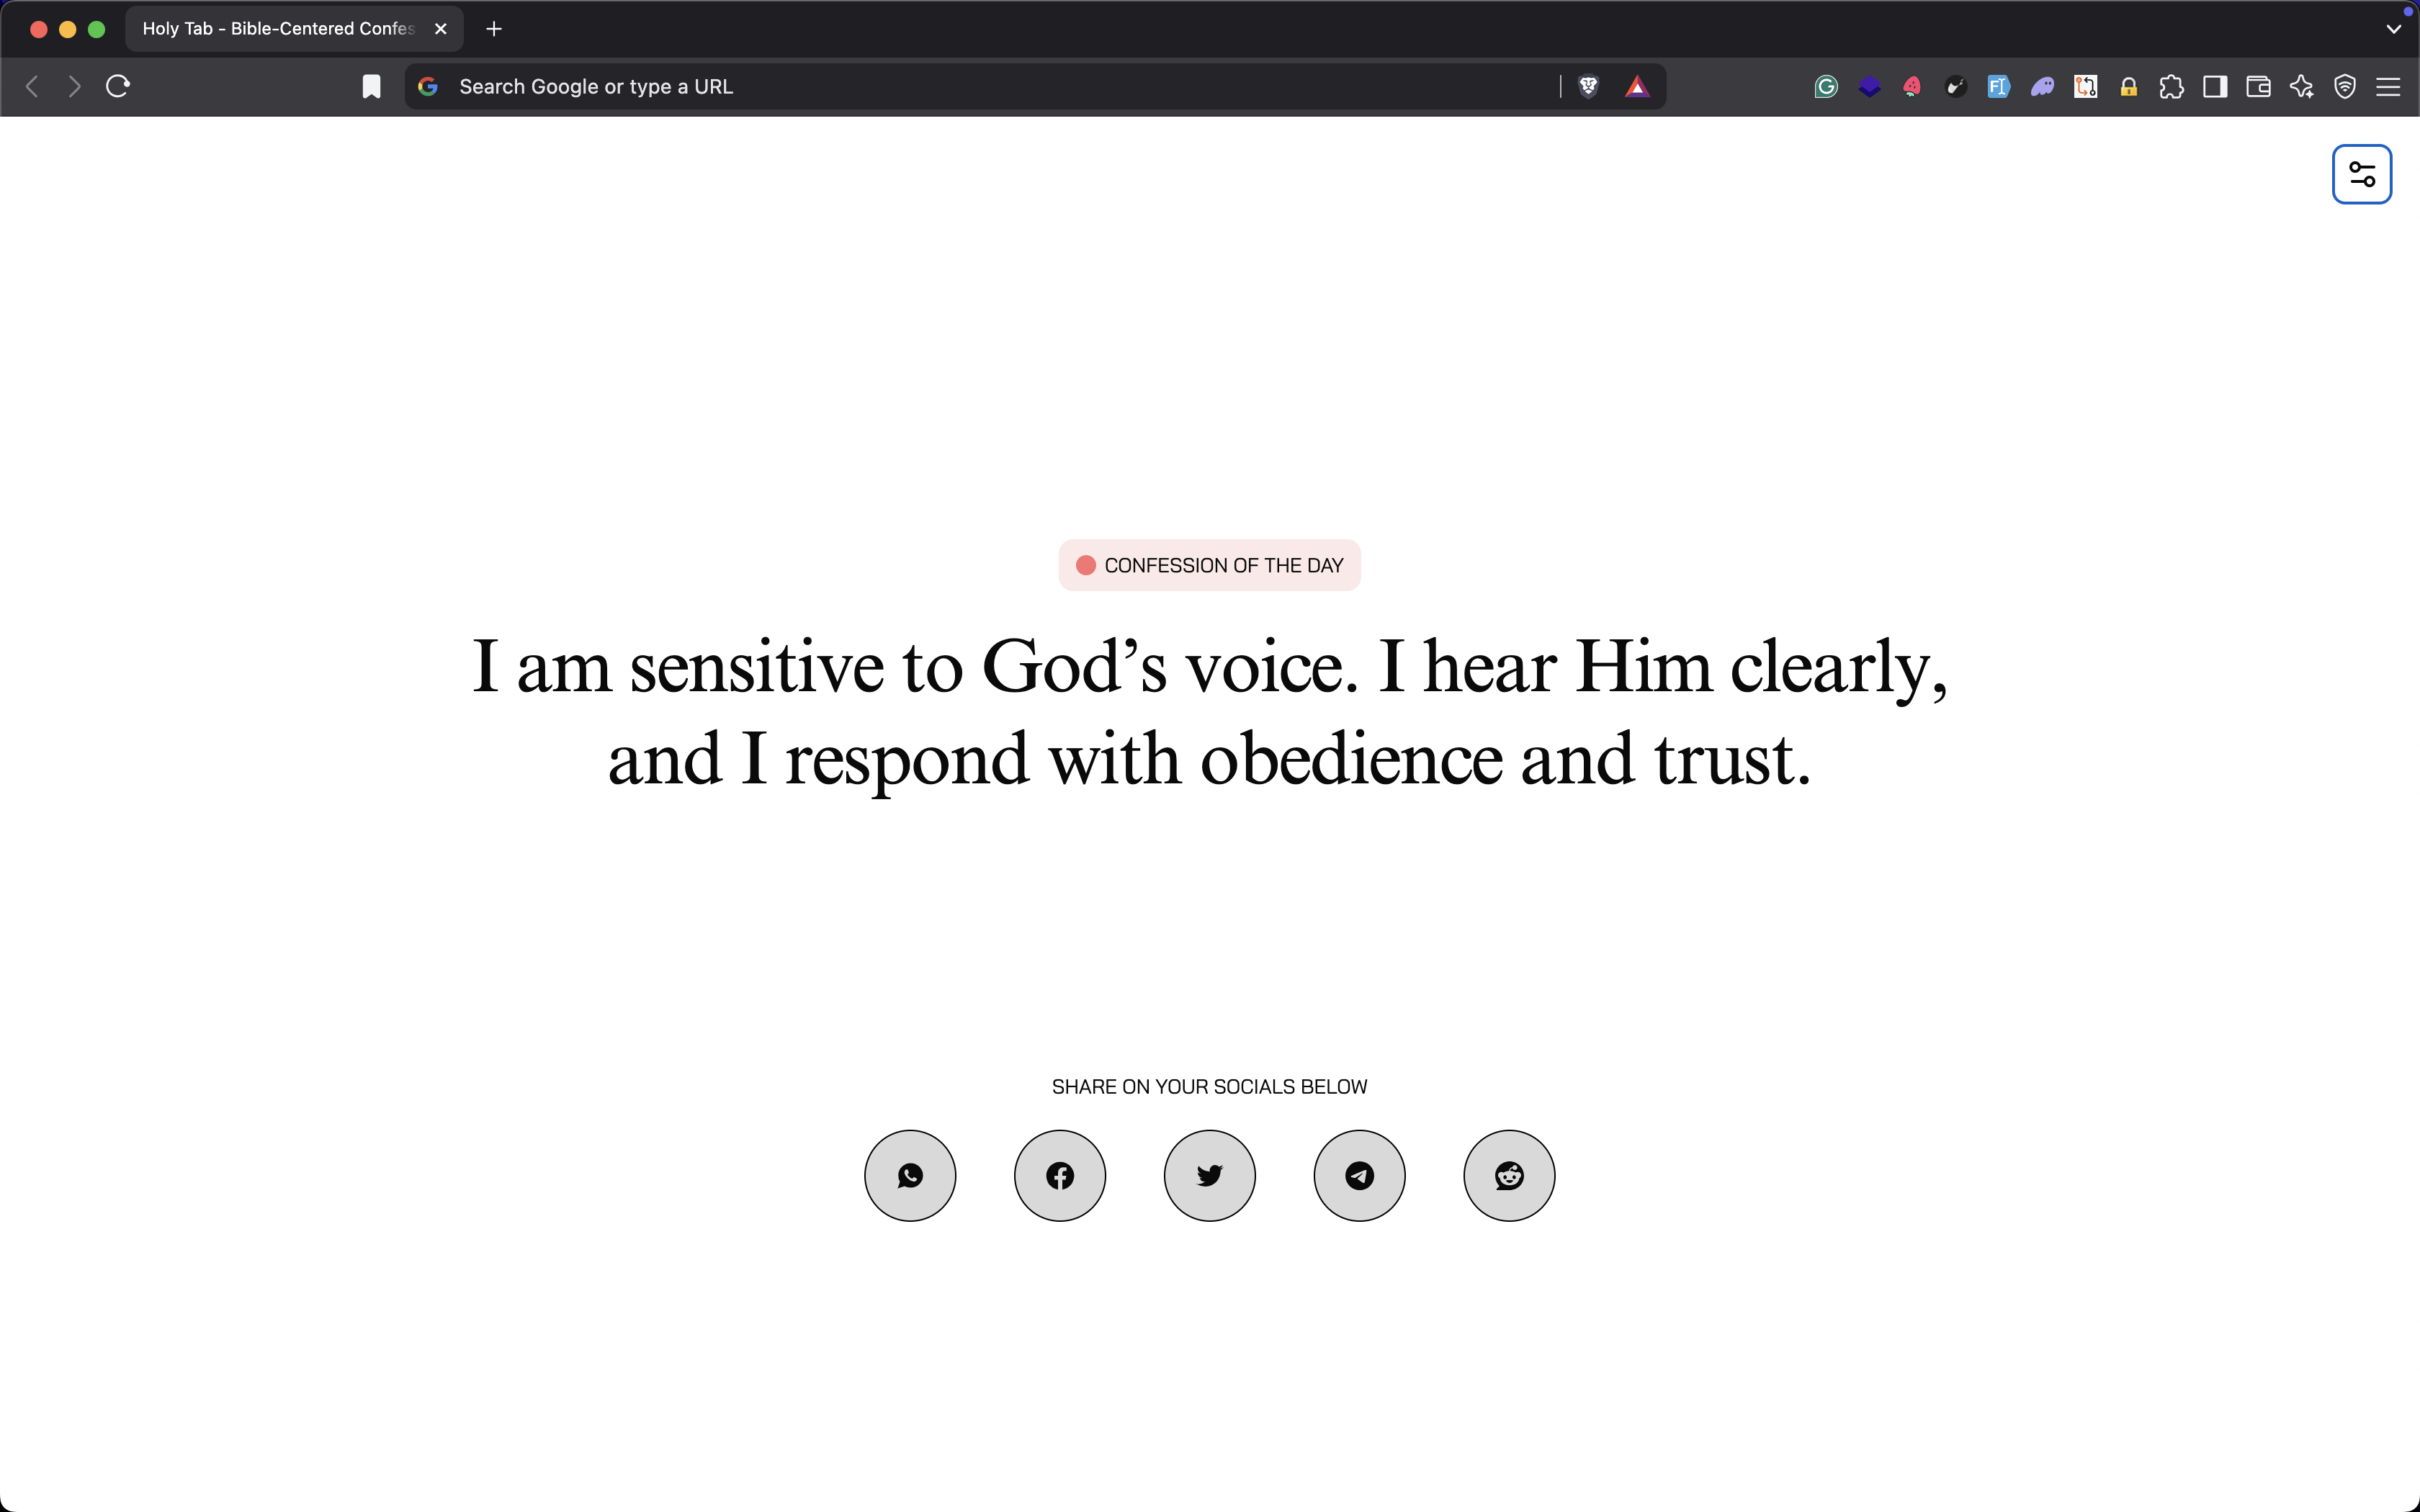 Holy Tab - Bible-Centered Confes
Search Google or type a URL
CONFESSION OF THE DAY
I am sensitive to God’s voice. I hear Him clearly,
and I respond with obedience and trust.
SHARE ON YOUR SOCIALS BELOW